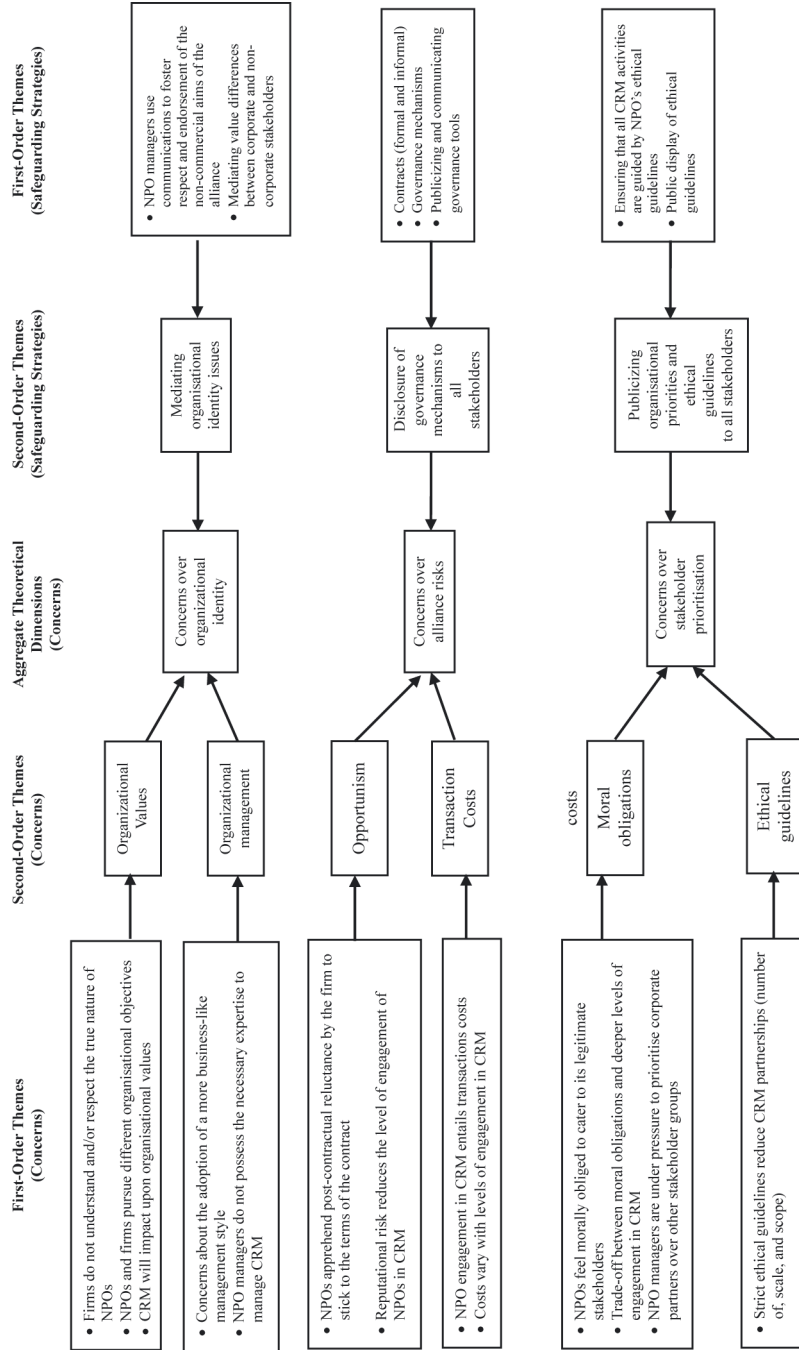 First-Order Themes
(Concerns)
Second-Order Themes
(Concerns)
Aggregate Theoretical
Dimensions
(Concerns)
Second-Order Themes
(Safeguarding Strategies)
First-Order Themes
(Safeguarding Strategies)
• Firms do not understand and/or respect the true nature of
NPOs
• NPOs and firms pursue different organisational objectives
• CRM will impact upon organisational values
Organizational
Values
• Concerns about the adoption of a more business-like
management style
• NPO managers do not possess the necessary expertise to
manage CRM
Organizational
management
Concerns over
organizational
identity
Mediating
organisational
identity issues
• NPO managers use
communications to foster
respect and endorsement of the
non-commercial aims of the
alliance
• Mediating value differences
between corporate and non-
corporate stakeholders
• NPOs apprehend post-contractual reluctance by the firm to
stick to the terms of the contract
• Reputational risk reduces the level of engagement of
NPOs in CRM
Opportunism
• NPO engagement in CRM entails transactions costs
• Costs vary with levels of engagement in CRM
Transaction
Costs
Concerns over
alliance risks
Disclosure of
governance
mechanisms to
all
stakeholders
• Contracts (formal and informal)
• Governance mechanisms
• Publicizing and communicating
governance tools
• NPOs feel morally obliged to cater to its legitimate
stakeholders
• Trade-off between moral obligations and deeper levels of
engagement in CRM
• NPO managers are under pressure to prioritise corporate
partners over other stakeholder groups
costs
Moral
obligations
• Strict ethical guidelines reduce CRM partnerships (number
of, scale, and scope)
Ethical
guidelines
Concerns over
stakeholder
prioritisation
Publicizing
organisational
priorities and
ethical
guidelines
to all stakeholders
• Ensuring that all CRM activities
are guided by NPO's ethical
guidelines
• Public display of ethical
guidelines